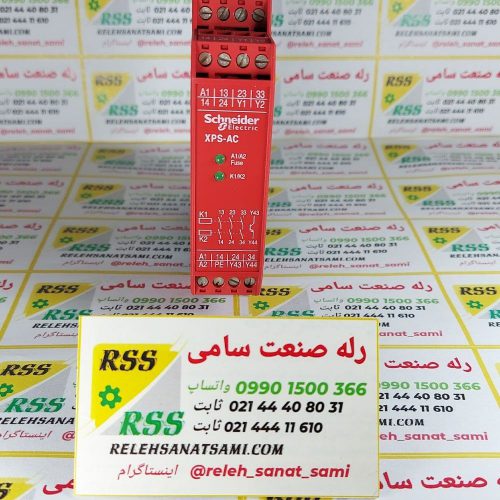 A1 | 13 | 23 | 33
14 | 24 | Y1 | Y2
Schneider
Electric
XPS-AC
A1/A2
Fuse
K1/K2
13 23 33 Y43
K1
K2
14 24 34 Y44
A1 | 14 | 24 | 34
A2 | PE | Y43 | Y44
RSS
RSS
رله صنعت سامی
0990 1500 366 واتساپ
021 44 40 80 31 ثابت
021 444 11 610 ثابت
RELEHSANATSAMI.COM
@releh_sanat_sami اینستاگرام